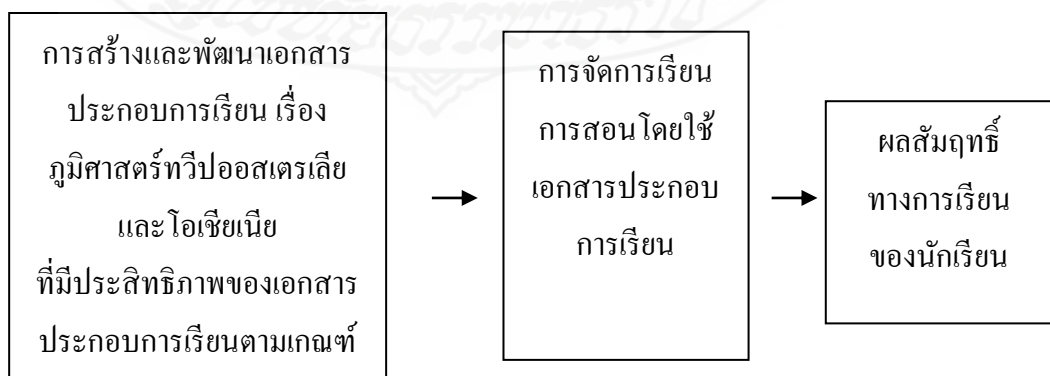 การสร้างและพัฒนาเอกสาร
ประกอบการเรียน เรื่อง
ภูมิศาสตร์ทวีปออสเตรเลีย
และโอเชียเนีย
ที่มีประสิทธิภาพของเอกสาร
ประกอบการเรียนตามเกณฑ์
การจัดการเรียน
การสอนโดยใช้
เอกสารประกอบ
การเรียน
ผลสัมฤทธิ์
ทางการเรียน
ของนักเรียน